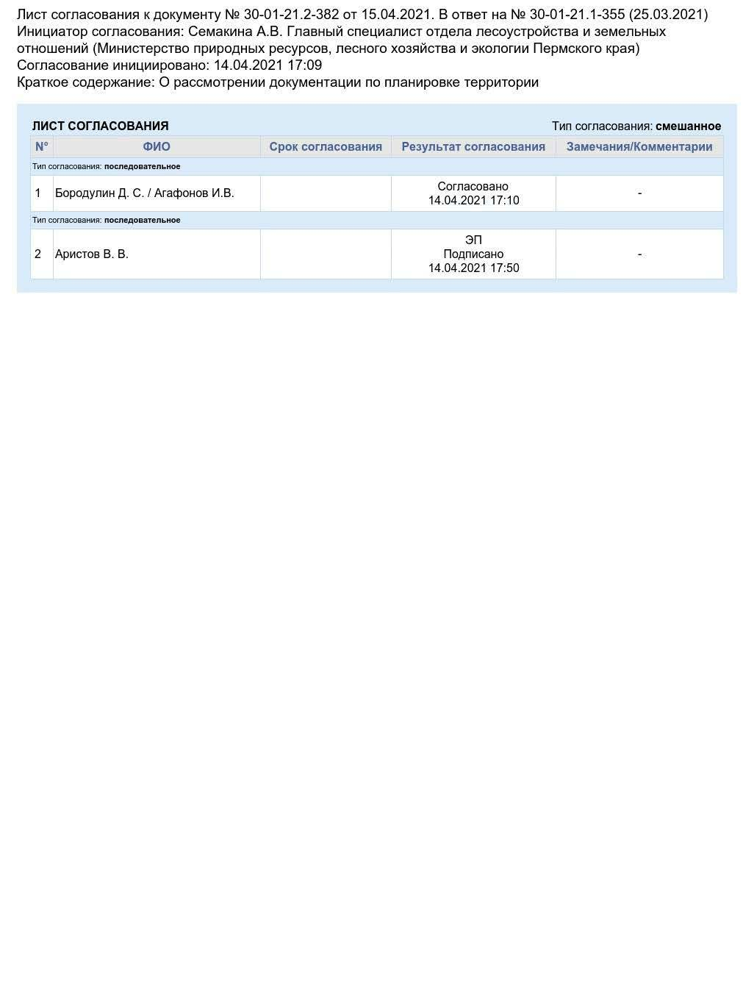 Лист согласования к документу № 30-01-21.2-382 от 15.04.2021. В ответ на № 30-01-21.1-355 (25.03.2021)
Инициатор согласования: Семакина А.В. Главный специалист отдела лесоустройства и земельных
отношений (Министерство природных ресурсов, лесного хозяйства и экологии Пермского края)
Согласование инициировано: 14.04.2021 17:09
Краткое содержание: О рассмотрении документации по планировке территории
ЛИСТ СОГЛАСОВАНИЯ Тип согласования: смешанное
N° ФИО Срок согласования Результат согласования Замечания/Комментарии
Тип согласования: последовательное
1 Бородулин Д. С. / Агафонов И.В. Согласовано
14.04.2021 17:10 -
Тип согласования: последовательное
2 Аристов В. В. ЭП
Подписано
14.04.2021 17:50 -